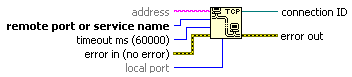 address
remote port or service name
timeout ms (60000)
error in (no error)
local port
TCP
connection ID
error out